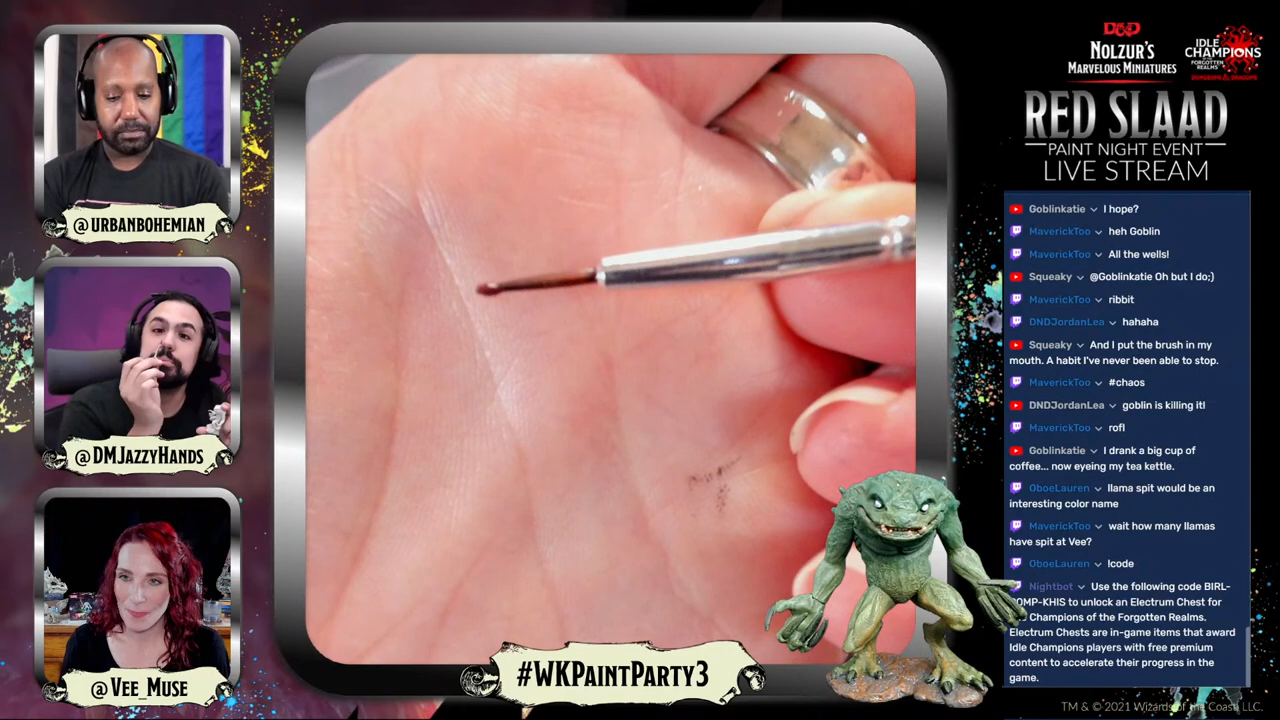 @URBANBOHEMIAN
@DMJAZZYHANDS
@VEE_MUSE
#WKPAINTPARTY3
D&D
NOLZUR'S
MARVELOUS MINIATURES
IDLE
CHAMPIONS
OF THE
FORGOTTEN
REALMS
DUNGEONS & DRAGONS
RED SLAAD
PAINT NIGHT EVENT
LIVE STREAM
Goblinkatie I hope?
MaverickToo heh Goblin
MaverickToo All the wells!
Squeaky @Goblinkatie Oh but I do;)
MaverickToo ribbit
DNDJordanLea hahaha
Squeaky And I put the brush in my
mouth. A habit I've never been able to stop.
MaverickToo #chaos
DNDJordanLea goblin is killing it!
MaverickToo rofl
Goblinkatie I drank a big cup of
coffee... now eyeing my tea kettle.
OboeLauren llama spit would be an
interesting color name
MaverickToo wait how many llamas
have spit at Vee?
OboeLauren !code
Nightbot Use the following code BIRL-
to unlock an Electrum Chest for
Champions of the Forgotten Realms.
Electrum Chests are in-game items that award
Idle Champions players with free premium
content to accelerate their progress in the
game.
TM & © 2021 Wizards of the Coast LLC.